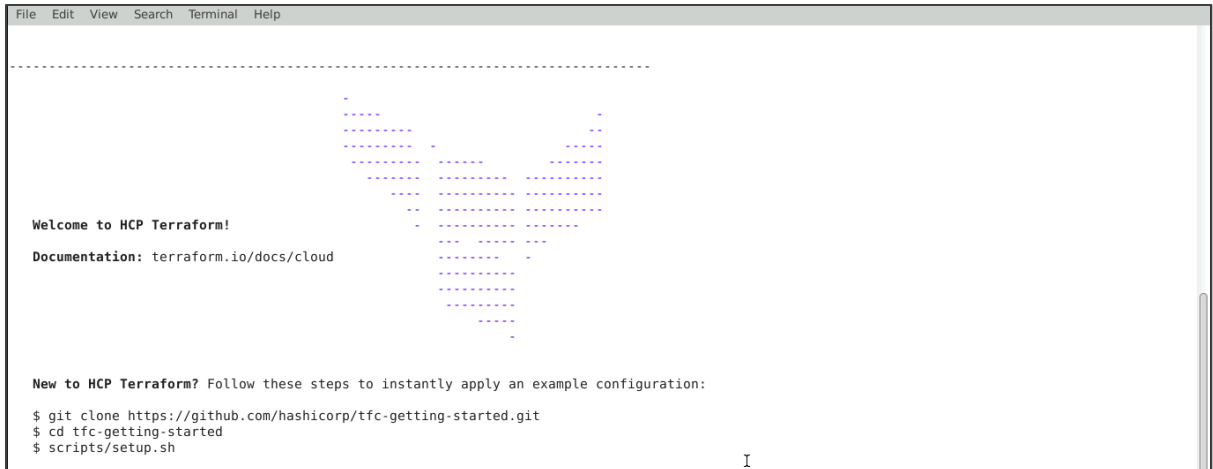 File Edit View Search Terminal Help
---------------------------------------------------------------------------------
-
----- -
--------- --
--------- - -----
--------- ------ -------
------- --------- ----------
---- ---------- ----------
-- ---------- ----------
Welcome to HCP Terraform! - ---------- -------
--- ----- ---
Documentation: terraform.io/docs/cloud -------- -
----------
----------
---------
-----
-
New to HCP Terraform? Follow these steps to instantly apply an example configuration:
$ git clone https://github.com/hashicorp/tfc-getting-started.git
$ cd tfc-getting-started
$ scripts/setup.sh